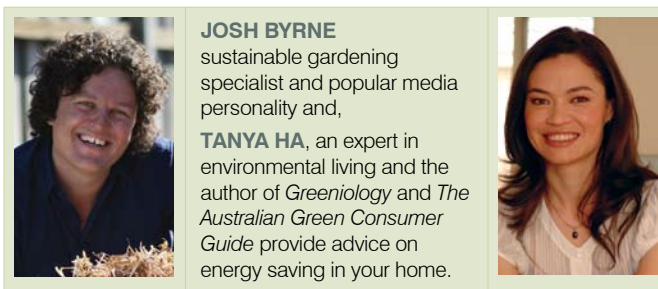 JOSH BYRNE
sustainable gardening
specialist and popular media
personality and,
TANYA HA, an expert in
environmental living and the
author of Greeniology and The
Australian Green Consumer
Guide provide advice on
energy saving in your home.